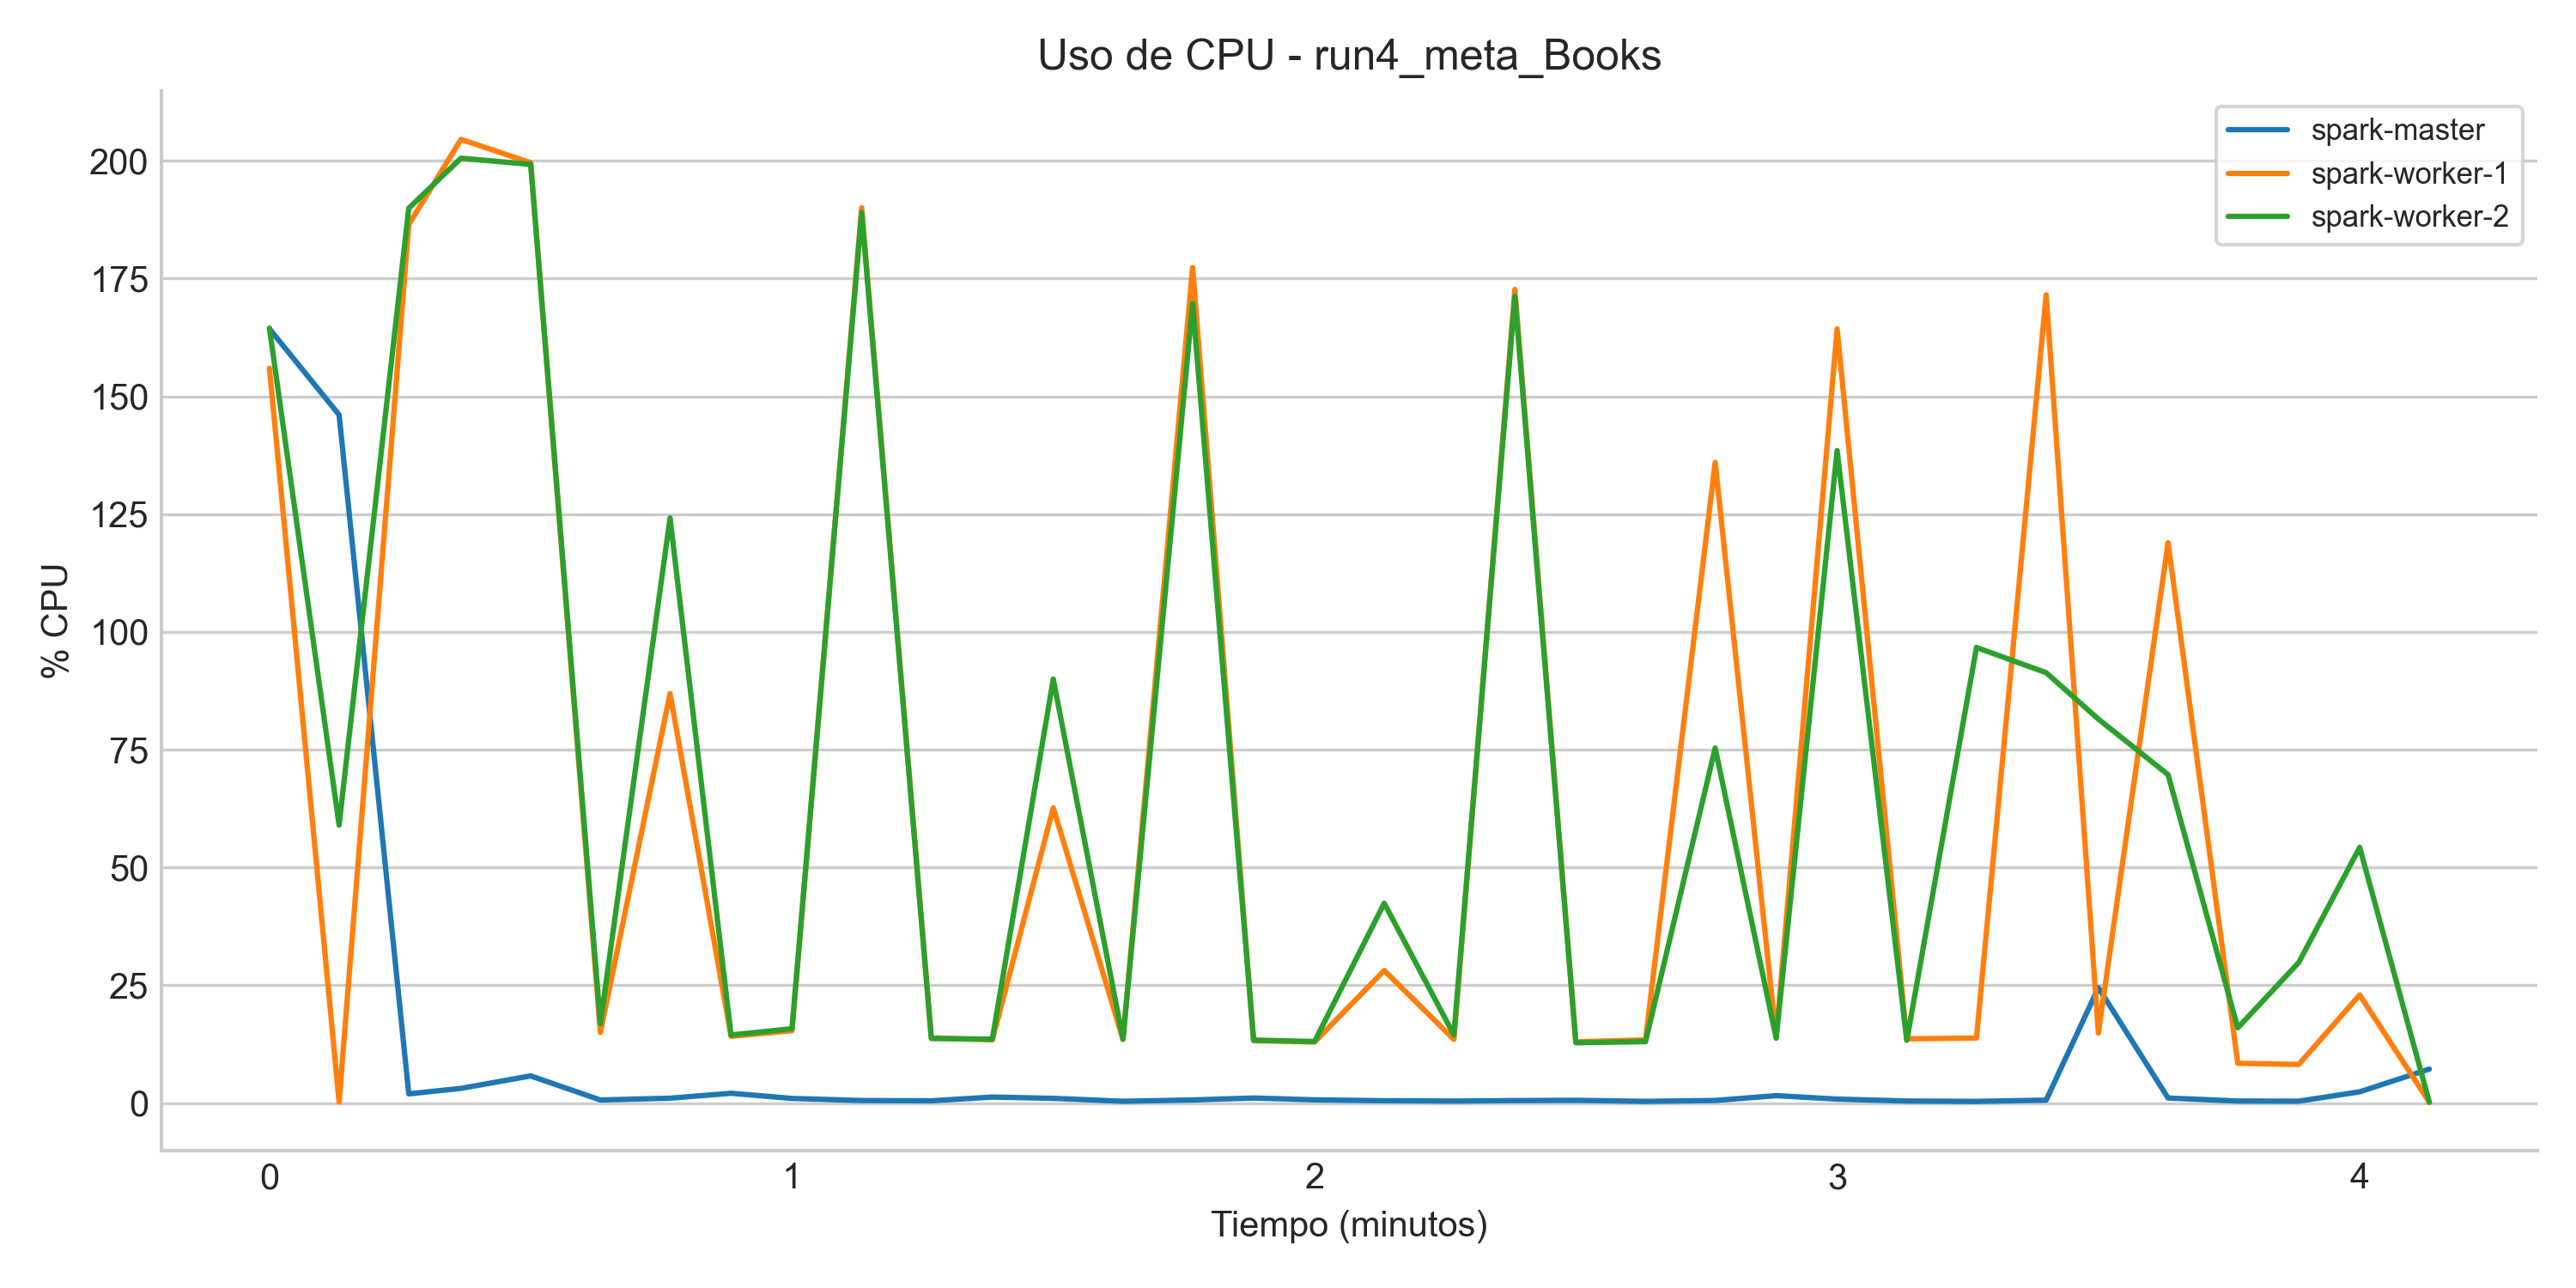 Uso de CPU - run4_meta_Books
spark-master
spark-worker-1
spark-worker-2
% CPU
200
175
150
125
100
75
50
25
0
0 1 2 3 4
Tiempo (minutos)